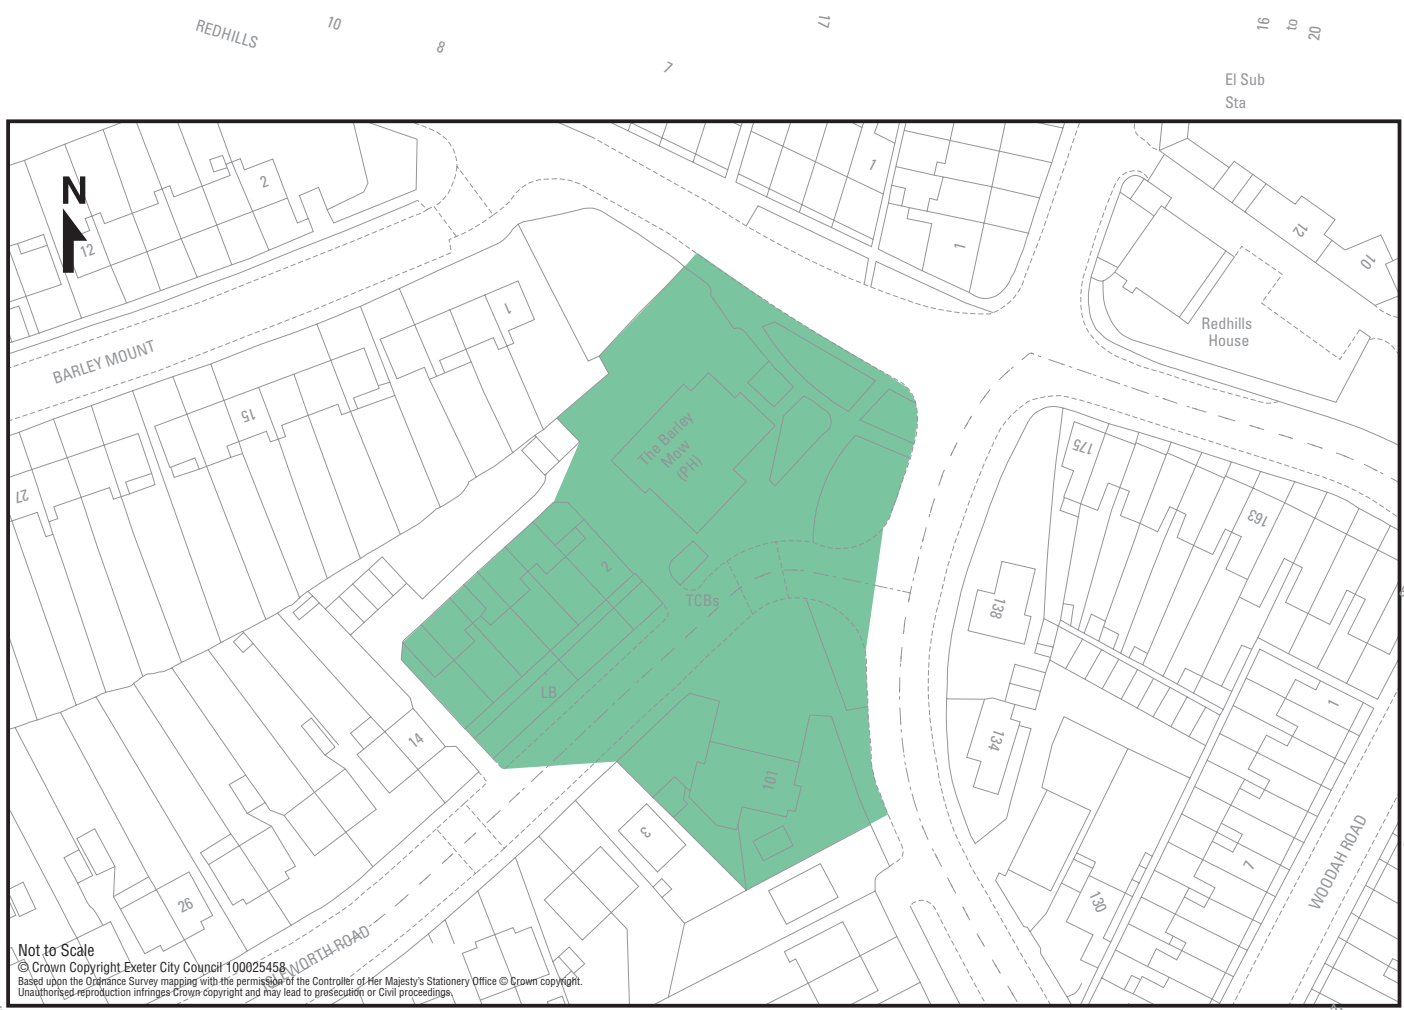 REDHILLS
10
8
7
17
16
to
20
El Sub
Sta
N
2
12
1
1
12
10
Redhills
House
BARLEY MOUNT
1
15
27
The Barley
Mow
(PH)
175
163
2
TCBs
138
LB
1
14
134
101
3
7
WOODAH ROAD
26
130
ISLEWORTH ROAD
Not to Scale
© Crown Copyright Exeter City Council 100025458
Based upon the Ordnance Survey mapping with the permission of the Controller of Her Majesty's Stationery Office © Crown copyright.
Unauthorised reproduction infringes Crown copyright and may lead to prosecution or Civil proceedings.